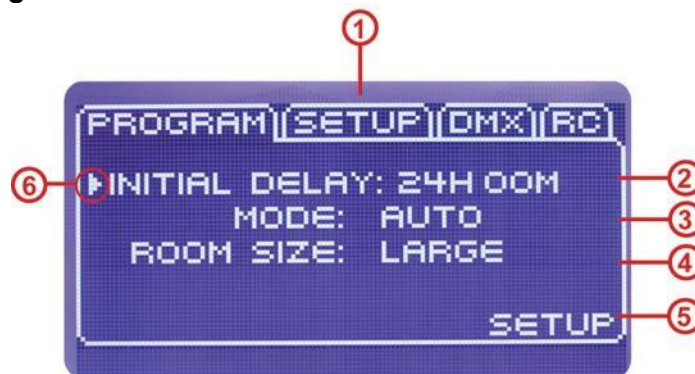 1
PROGRAM SETUP DMX RC
6 INITIAL DELAY: 24H 00M 2
MODE: AUTO 3
ROOM SIZE: LARGE 4
SETUP 5